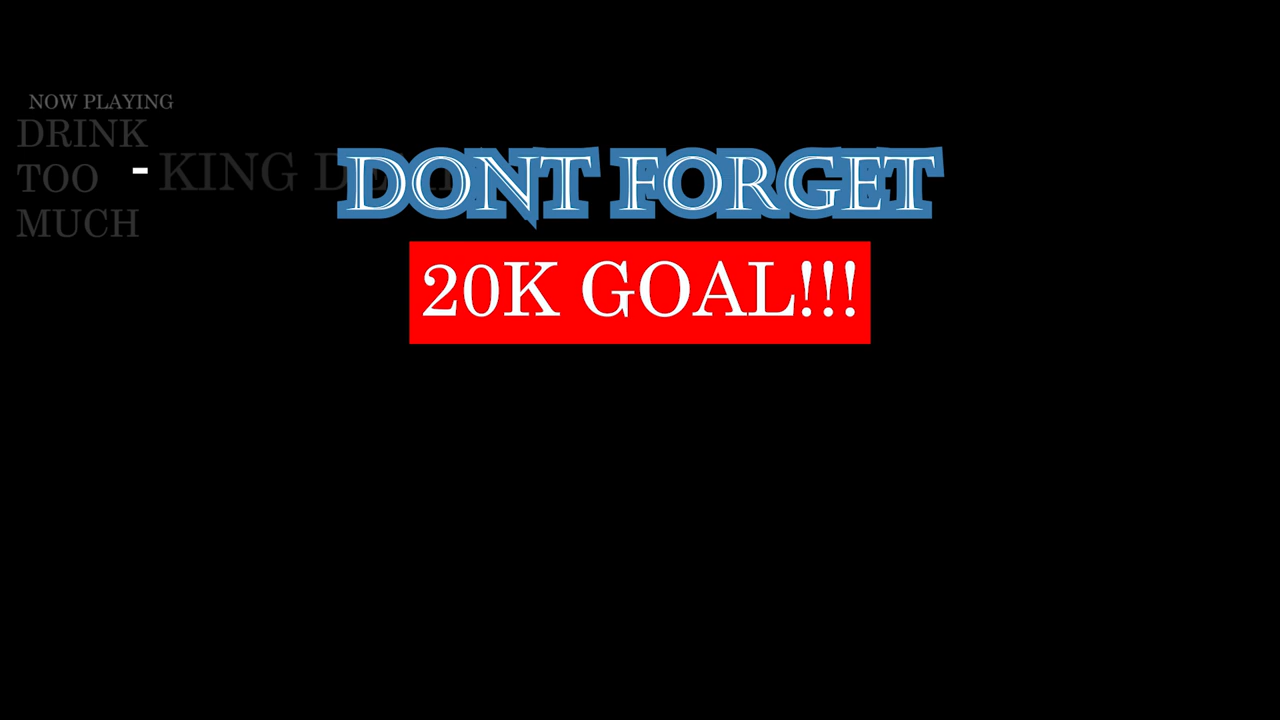 NOW PLAYING
DRINK
TOO
MUCH
- KING
DONT FORGET
20K GOAL!!!